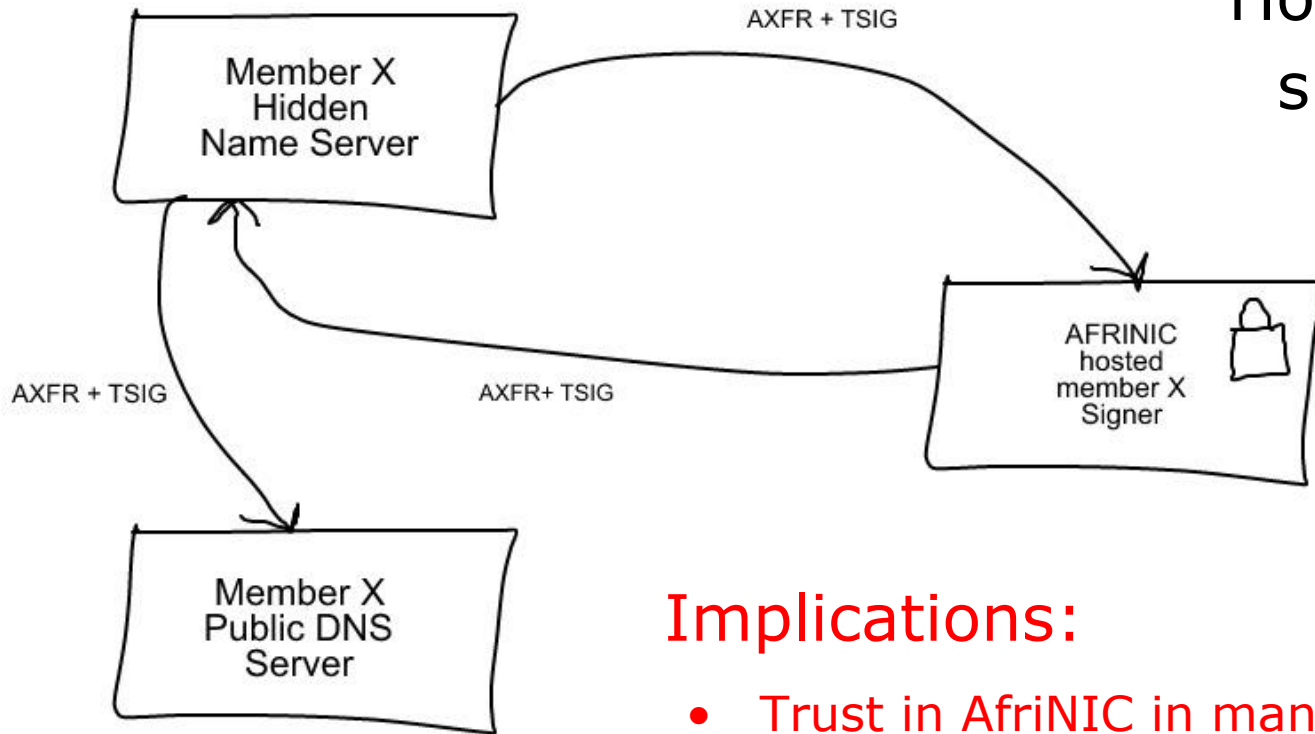 AXFR + TSIG
Member X
Hidden
Name Server
AFRINIC
hosted
member X
Signer
AXFR + TSIG
AXFR+ TSIG
Member X
Public DNS
Server
Implications:
• Trust in AfriNIC in man